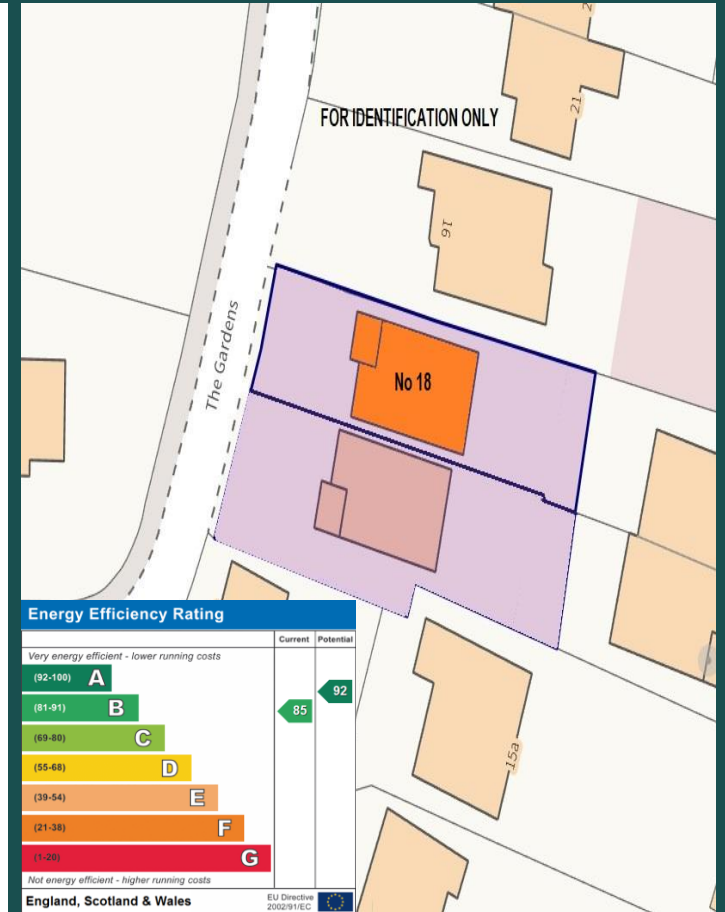 21
FOR IDENTIFICATION ONLY
19
The Gardens
No 18
15a
Energy Efficiency Rating
Current Potential
Very energy efficient - lower running costs
(92-100) A
92
(81-91) B
85
(69-80) C
(55-68) D
(39-54) E
(21-38) F
(1-20) G
Not energy efficient - higher running costs
England, Scotland & Wales
EU Directive
2002/91/EC